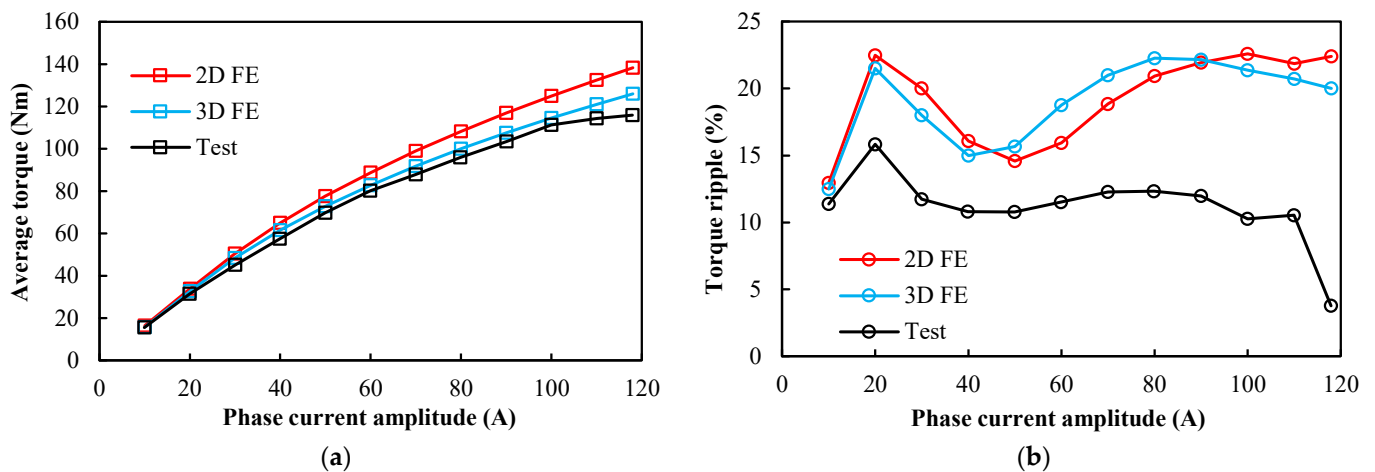 160
140
120
100
80
60
40
20
0
Average torque (Nm)
2D FE
3D FE
Test
0 20 40 60 80 100 120
Phase current amplitude (A)
(a)
25
20
15
10
5
0
Torque ripple (%)
2D FE
3D FE
Test
0 20 40 60 80 100 120
Phase current amplitude (A)
(b)